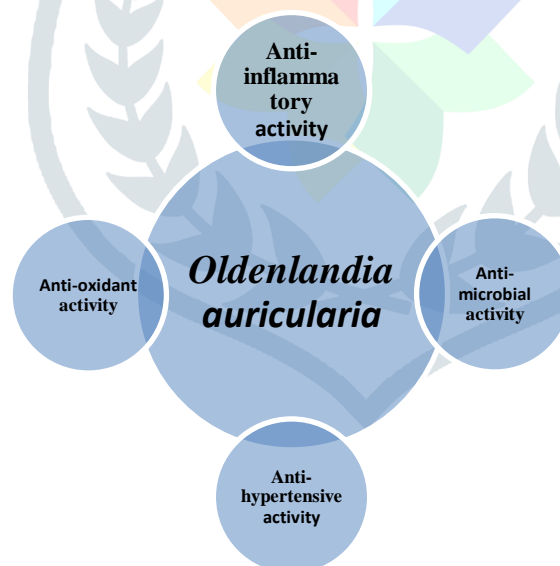 Anti-
inflamma
tory
activity
Oldenlandia
auricularia
Anti-oxidant
activity
Anti-
microbial
activity
Anti-
hypertensive
activity